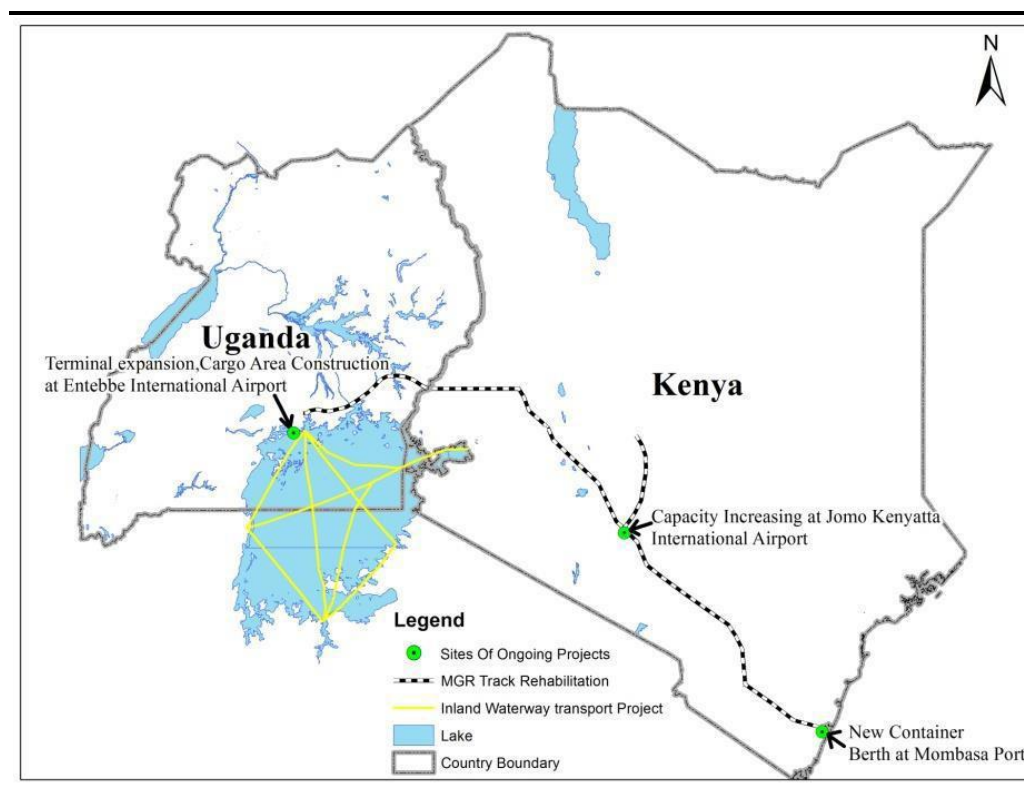 N
Uganda
Terminal expansion,Cargo Area Construction
at Entebbe International Airport
Kenya
Capacity Increasing at Jomo Kenyatta
International Airport
Legend
Sites Of Ongoing Projects
MGR Track Rehabilitation
Inland Waterway transport Project
Lake
Country Boundary
New Container
Berth at Mombasa Port